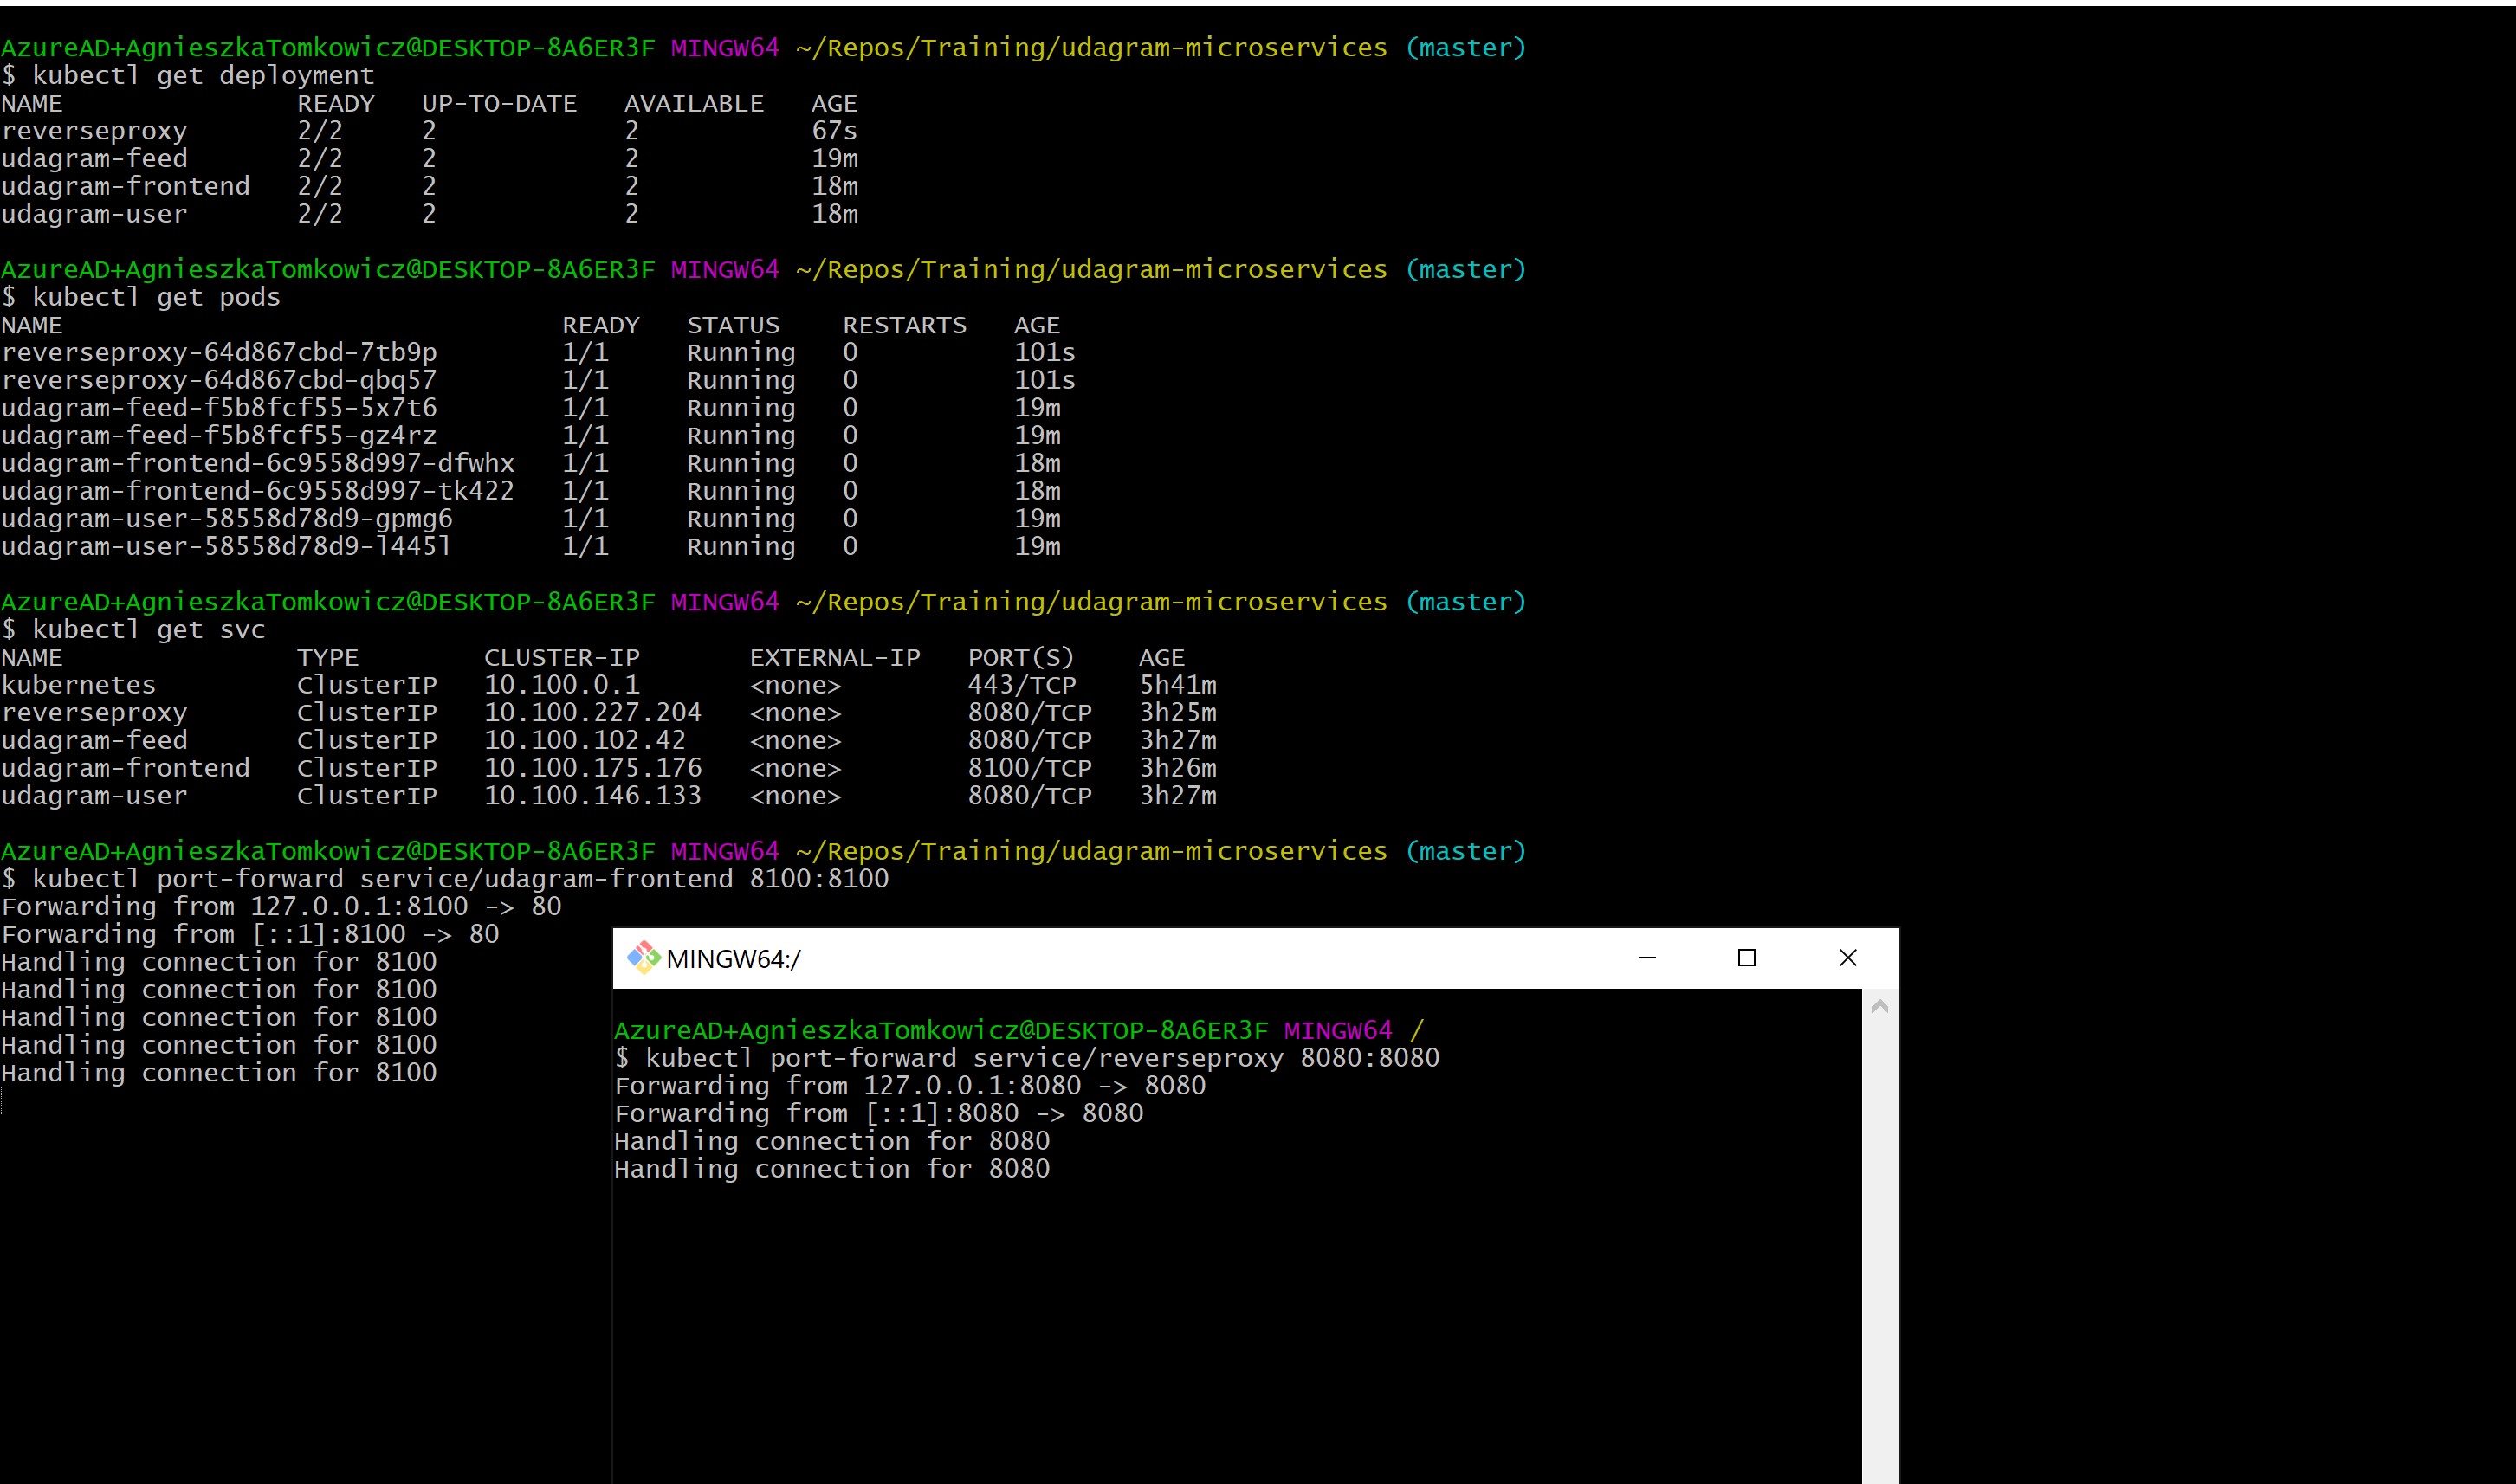 AzureAD+AgnieszkaTomkowicz@DESKTOP-8A6ER3F MINGW64 ~/Repos/Training/udagram-microservices (master)
$ kubectl get deployment
NAME READY UP-TO-DATE AVAILABLE AGE
reverseproxy 2/2 2 2 67s
udagram-feed 2/2 2 2 19m
udagram-frontend 2/2 2 2 18m
udagram-user 2/2 2 2 18m
AzureAD+AgnieszkaTomkowicz@DESKTOP-8A6ER3F MINGW64 ~/Repos/Training/udagram-microservices (master)
$ kubectl get pods
NAME READY STATUS RESTARTS AGE
reverseproxy-64d867cbd-7tb9p 1/1 Running 0 101s
reverseproxy-64d867cbd-qbq57 1/1 Running 0 101s
udagram-feed-f5b8fcf55-5x7t6 1/1 Running 0 19m
udagram-feed-f5b8fcf55-gz4rz 1/1 Running 0 19m
udagram-frontend-6c9558d997-dfwhx 1/1 Running 0 18m
udagram-frontend-6c9558d997-tk422 1/1 Running 0 18m
udagram-user-58558d78d9-gpmg6 1/1 Running 0 19m
udagram-user-58558d78d9-l445l 1/1 Running 0 19m
AzureAD+AgnieszkaTomkowicz@DESKTOP-8A6ER3F MINGW64 ~/Repos/Training/udagram-microservices (master)
$ kubectl get svc
NAME TYPE CLUSTER-IP EXTERNAL-IP PORT(S) AGE
kubernetes ClusterIP 10.100.0.1 <none> 443/TCP 5h41m
reverseproxy ClusterIP 10.100.227.204 <none> 8080/TCP 3h25m
udagram-feed ClusterIP 10.100.102.42 <none> 8080/TCP 3h27m
udagram-frontend ClusterIP 10.100.175.176 <none> 8100/TCP 3h26m
udagram-user ClusterIP 10.100.146.133 <none> 8080/TCP 3h27m
AzureAD+AgnieszkaTomkowicz@DESKTOP-8A6ER3F MINGW64 ~/Repos/Training/udagram-microservices (master)
$ kubectl port-forward service/udagram-frontend 8100:8100
Forwarding from 127.0.0.1:8100 -> 80
Forwarding from [::1]:8100 -> 80
Handling connection for 8100
Handling connection for 8100
Handling connection for 8100
Handling connection for 8100
Handling connection for 8100
MINGW64:/
AzureAD+AgnieszkaTomkowicz@DESKTOP-8A6ER3F MINGW64 /
$ kubectl port-forward service/reverseproxy 8080:8080
Forwarding from 127.0.0.1:8080 -> 8080
Forwarding from [::1]:8080 -> 8080
Handling connection for 8080
Handling connection for 8080